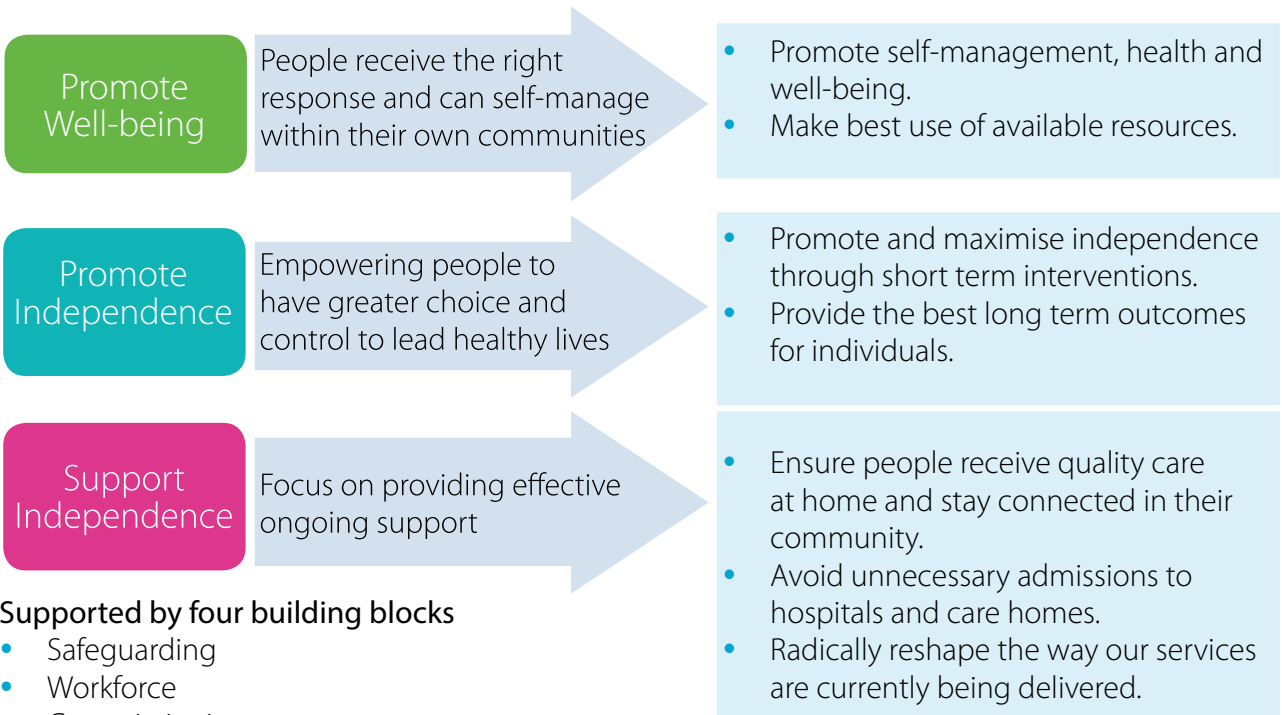 Promote
Well-being
People receive the right
response and can self-manage
within their own communities
• Promote self-management, health and
well-being.
• Make best use of available resources.
Promote
Independence
Empowering people to
have greater choice and
control to lead healthy lives
• Promote and maximise independence
through short term interventions.
• Provide the best long term outcomes
for individuals.
Support
Independence
Focus on providing effective
ongoing support
• Ensure people receive quality care
at home and stay connected in their
community.
• Avoid unnecessary admissions to
hospitals and care homes.
• Radically reshape the way our services
are currently being delivered.
Supported by four building blocks
• Safeguarding
• Workforce